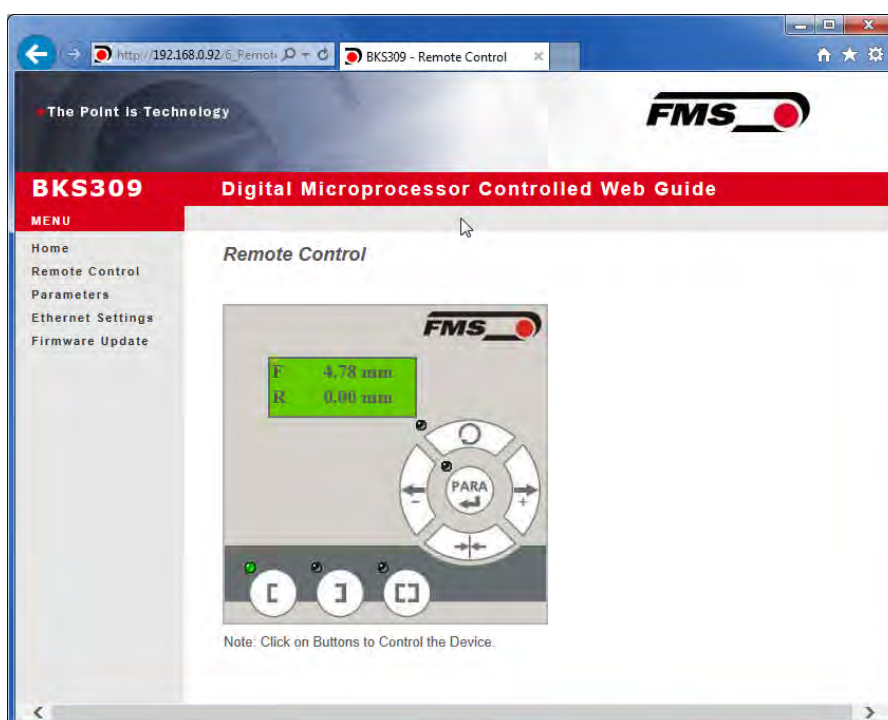 http://192.168.0.92/6_Remot
BKS309 - Remote Control
The Point is Technology
FMS
BKS309
Digital Microprocessor Controlled Web Guide
MENU
Home
Remote Control
Parameters
Ethernet Settings
Firmware Update
Remote Control
FMS
F 4.78 mm
R 0.00 mm
PARA
-
+
[
]
[]
Note: Click on Buttons to Control the Device.